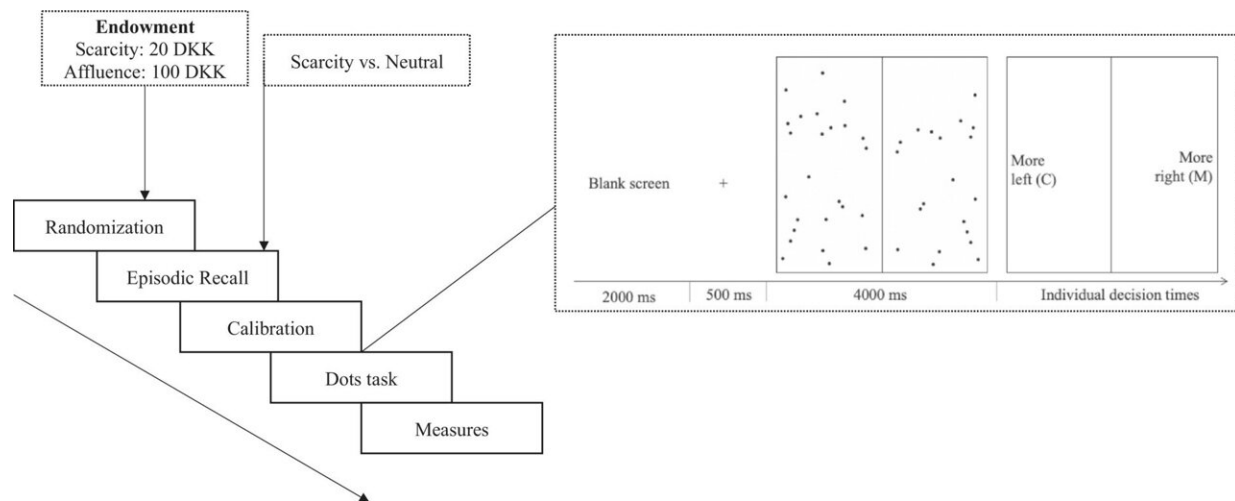 Endowment
Scarcity: 20 DKK
Affluence: 100 DKK
Scarcity vs. Neutral
Randomization
Episodic Recall
Calibration
Dots task
Measures
Blank screen
+
More
left (C)
More
right (M)
2000 ms
500 ms
4000 ms
Individual decision times